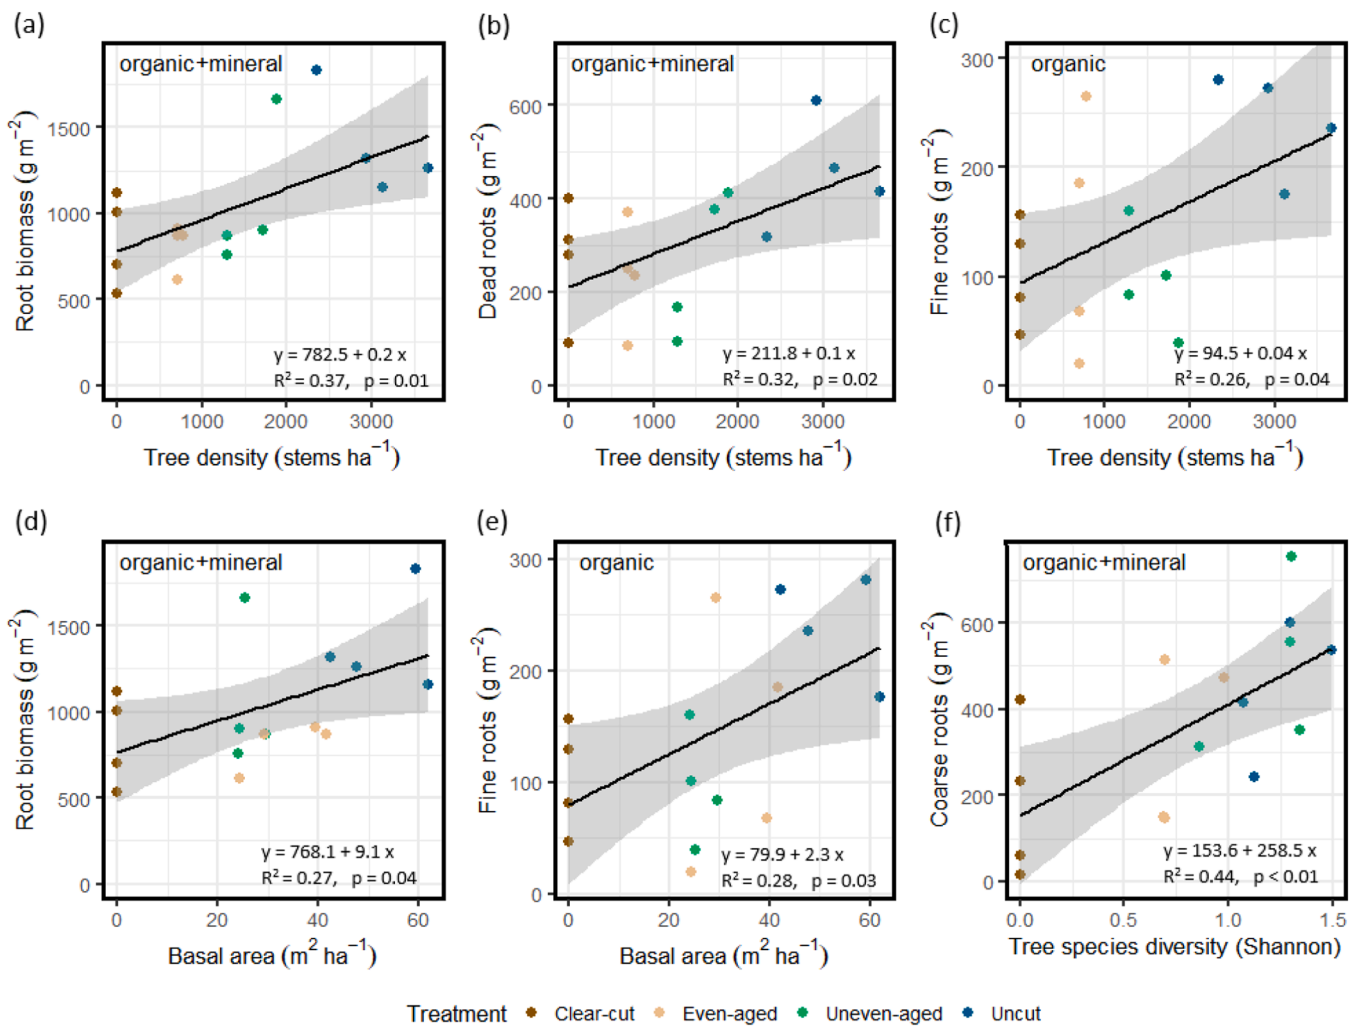 (a)
organic+mineral
Root biomass (g m⁻²)
1500
1000
500
0
y = 782.5 + 0.2 x
R² = 0.37, p = 0.01
0 1000 2000 3000
Tree density (stems ha⁻¹)
(b)
organic+mineral
Dead roots (g m⁻²)
600
400
200
0
y = 211.8 + 0.1 x
R² = 0.32, p = 0.02
0 1000 2000 3000
Tree density (stems ha⁻¹)
(c)
organic
Fine roots (g m⁻²)
300
200
100
0
y = 94.5 + 0.04 x
R² = 0.26, p = 0.04
0 1000 2000 3000
Tree density (stems ha⁻¹)
(d)
organic+mineral
Root biomass (g m⁻²)
1500
1000
500
0
y = 768.1 + 9.1 x
R² = 0.27, p = 0.04
0 20 40 60
Basal area (m² ha⁻¹)
(e)
organic
Fine roots (g m⁻²)
300
200
100
0
y = 79.9 + 2.3 x
R² = 0.28, p = 0.03
0 20 40 60
Basal area (m² ha⁻¹)
(f)
organic+mineral
Coarse roots (g m⁻²)
600
400
200
0
y = 153.6 + 258.5 x
R² = 0.44, p < 0.01
0.0 0.5 1.0 1.5
Tree species diversity (Shannon)
Treatment Clear-cut Even-aged Uneven-aged Uncut